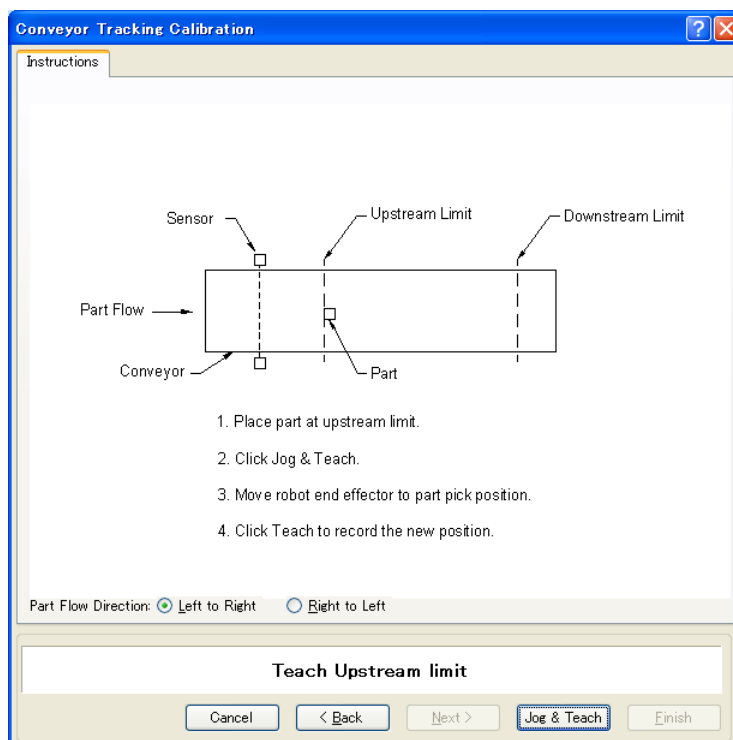 Conveyor Tracking Calibration
Instructions
Sensor
Upstream Limit
Downstream Limit
Part Flow
Conveyor
Part
1. Place part at upstream limit.
2. Click Jog & Teach.
3. Move robot end effector to part pick position.
4. Click Teach to record the new position.
Part Flow Direction: Left to Right Right to Left
Teach Upstream limit
Cancel < Back Next > Jog & Teach Finish